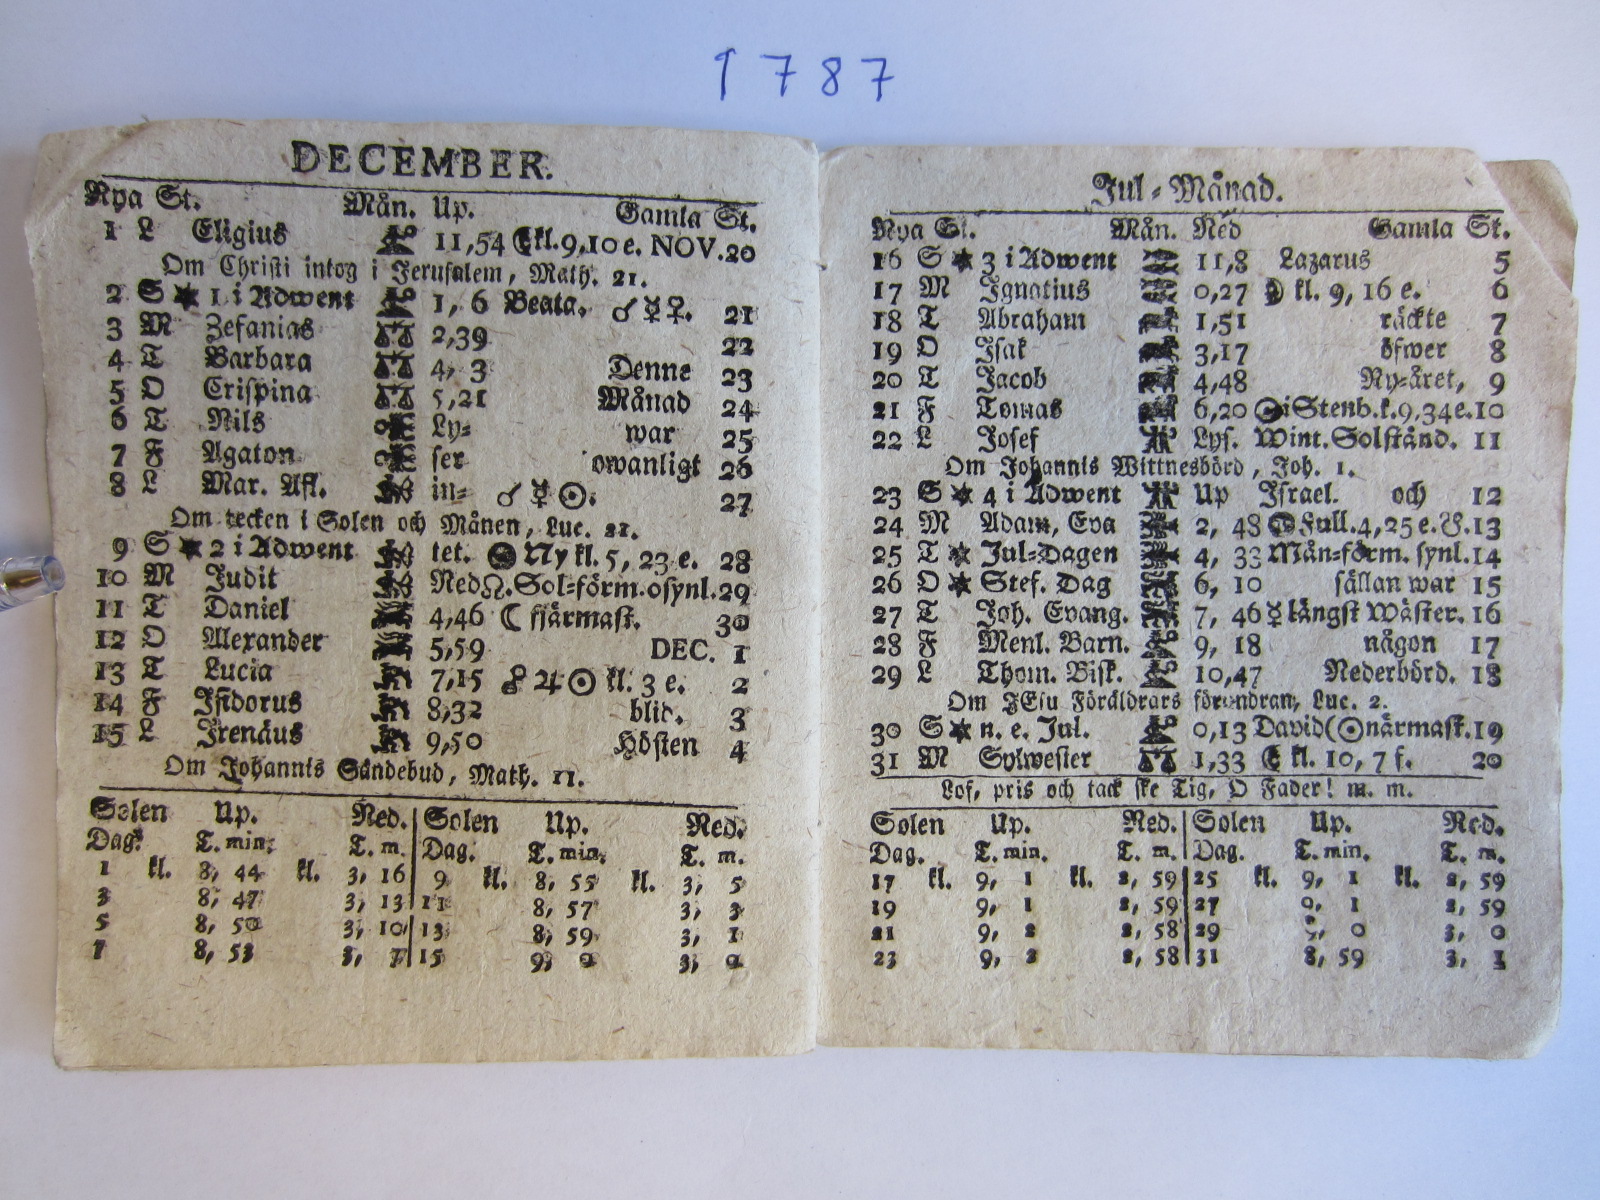 1787
DECEMBER.
Nya St. Mån. Up. Gamla St.
1 L Eligius 11,54 ☾ kl. 9,10 e. NOV. 20
Om Christi intog i Jerusalem, Math. 21.
2 S ★ 1 i Adwent 1, 6 Beata. ☌ ☿ ♀. 21
3 M Zefanias 2,39 22
4 T Barbara 4, 3 Denne 23
5 O Crispina 5,21 Månad 24
6 T Nils Ly= war 25
7 F Agaton ser owanligt 26
8 L Mar. Afl. in= ☌ ☿ ☉. 27
Om tecken i Solen och Månen, Luc. 21.
9 S ★ 2 i Adwent tet. Ny kl. 5, 23 e. 28
10 M Judit Ned ☊. Sol=förm. osynl. 29
11 T Daniel 4,46 ☾ fjärmast. 30
12 O Alexander 5,59 DEC. 1
13 T Lucia 7,15 ☍ ♃ ☉ kl. 3 e. 2
14 F Isidorus 8,32 blid. 3
15 L Irenäus 9,50 Hösten 4
Om Johannis Sändebud, Math. 11.
Solen Up. Ned. Solen Up. Ned.
Dag. T. min. T. m. Dag. T. min. T. m.
1 kl. 8, 44 kl. 3, 16 9 kl. 8, 55 kl. 3, 5
3 8, 47 3, 13 11 8, 57 3, 3
5 8, 50 3, 10 13 8, 59 3, 1
7 8, 53 3, 7 15 9, 0 3, 0
Jul=Månad.
Nya St. Mån. Ned Gamla St.
16 S ★ 3 i Adwent 11,8 Lazarus 5
17 M Ignatius 0,27 ☽ kl. 9, 16 e. 6
18 T Abraham 1,51 räckte 7
19 O Isak 3,17 öfwer 8
20 T Jacob 4,48 Ny=året, 9
21 F Tomas 6,20 ☉ i Stenb. k. 9,34 e. 10
22 L Josef Lys. Wint. Solstånd. 11
Om Johannis Wittnesbörd, Joh. 1.
23 S ★ 4 i Adwent Up Israel. och 12
24 M Adam, Eva 2, 48 Full. 4,25 e. ☋. 13
25 T ★ Jul=Dagen 4, 33 Mån=förm. synl. 14
26 O ★ Stef. Dag 6, 10 sällan war 15
27 T Joh. Evang. 7, 46 ☿ längst Wäster. 16
28 F Menl. Barn. 9, 18 någon 17
29 L Thom. Bisk. 10,47 Nederbörd. 18
Om JEsu Föräldrars förundran, Luc. 2.
30 S ★ n. e. Jul. 0,13 David (☉ närmast. 19
31 M Sylwester 1,33 ☾ kl. 10, 7 f. 20
Lof, pris och tack ske Tig, O Fader! m. m.
Solen Up. Ned. Solen Up. Ned.
Dag. T. min. T. m. Dag. T. min. T. m.
17 kl. 9, 1 kl. 2, 59 25 kl. 9, 1 kl. 2, 59
19 9, 1 2, 59 27 9, 1 2, 59
21 9, 2 2, 58 29 9, 0 3, 0
23 9, 2 2, 58 31 8, 59 3, 1